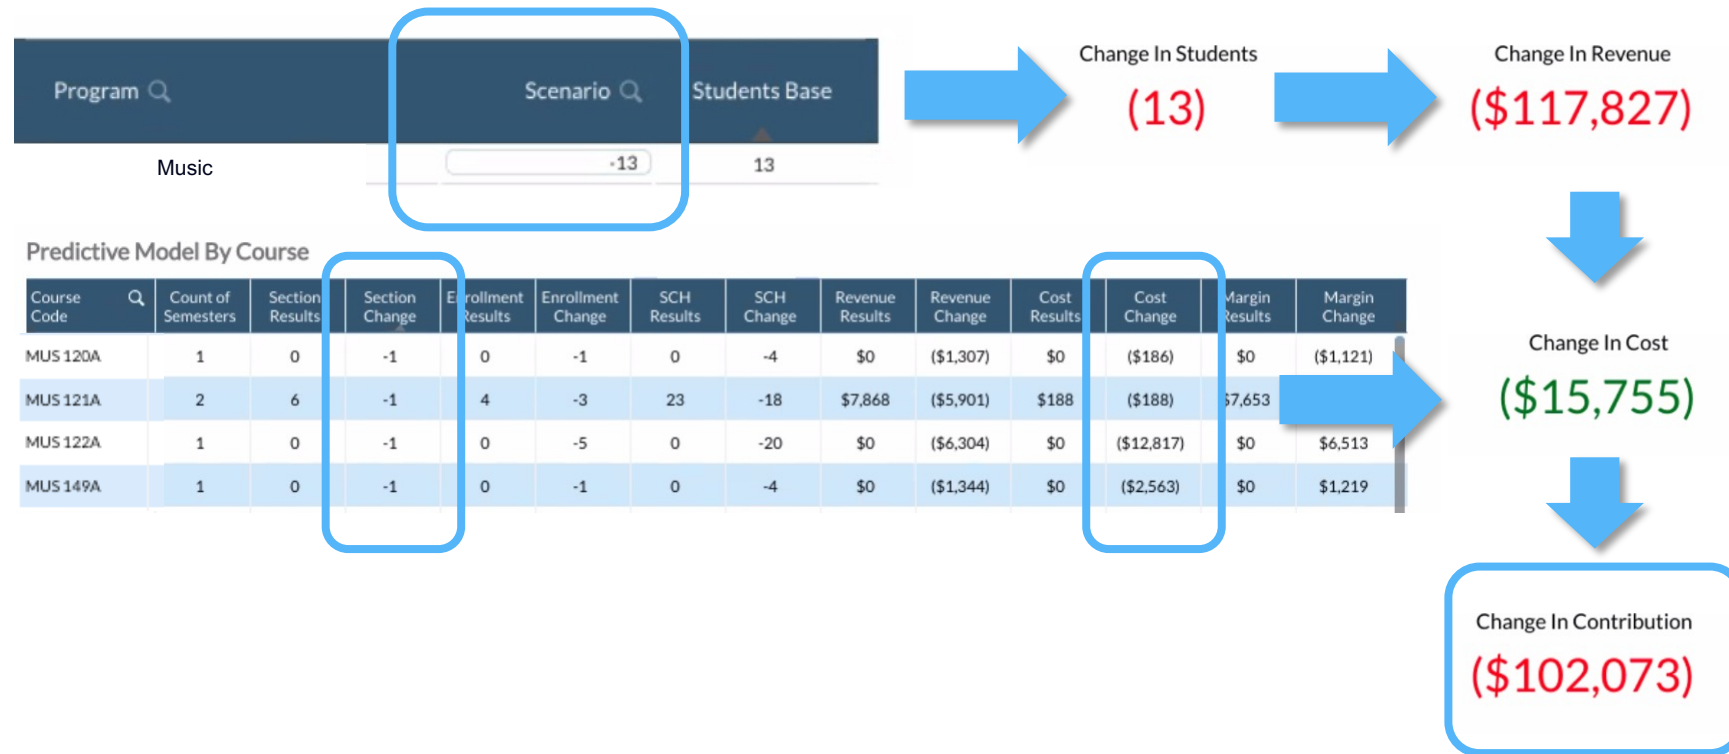 Program Scenario Students Base
Music -13 13
Change In Students
(13)
Change In Revenue
($117,827)
Predictive Model By Course
Course Code Count of Semesters Section Results Section Change Enrollment Results Enrollment Change SCH Results SCH Change Revenue Results Revenue Change Cost Results Cost Change Margin Results Margin Change
MUS 120A 1 0 -1 0 -1 0 -4 $0 ($1,307) $0 ($186) $0 ($1,121)
MUS 121A 2 6 -1 4 -3 23 -18 $7,868 ($5,901) $188 ($188) $7,653
MUS 122A 1 0 -1 0 -5 0 -20 $0 ($6,304) $0 ($12,817) $0 $6,513
MUS 149A 1 0 -1 0 -1 0 -4 $0 ($1,344) $0 ($2,563) $0 $1,219
Change In Cost
($15,755)
Change In Contribution
($102,073)